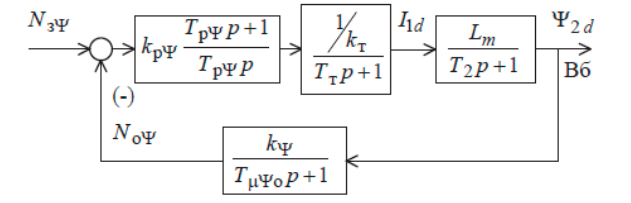 N_зΨ
k_рΨ (T_рΨ p + 1)/(T_рΨ p)
(1/k_т)/(T_т p + 1)
I_1d
L_m/(T_2 p + 1)
Ψ_2d
Вб
(-)
N_оΨ
k_Ψ/(T_μΨо p + 1)